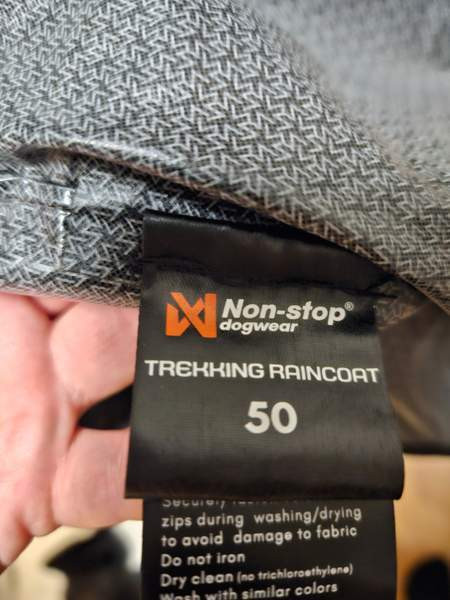 Non-stop®
dogwear
TREKKING RAINCOAT
50
Securely
zips during washing/drying
to avoid damage to fabric
Do not iron
Dry clean (no trichloroethylene)
Wash with similar colors